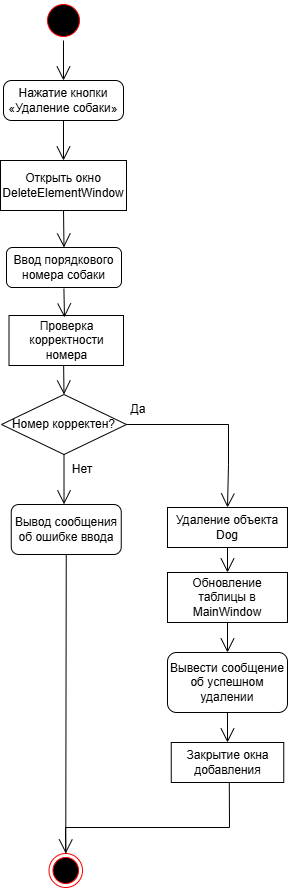 Нажатие кнопки
«Удаление собаки»
Открыть окно
DeleteElementWindow
Ввод порядкового
номера собаки
Проверка
корректности
номера
Номер корректен?
Да
Нет
Вывод сообщения
об ошибке ввода
Удаление объекта
Dog
Обновление
таблицы в
MainWindow
Вывести сообщение
об успешном
удалении
Закрытие окна
добавления